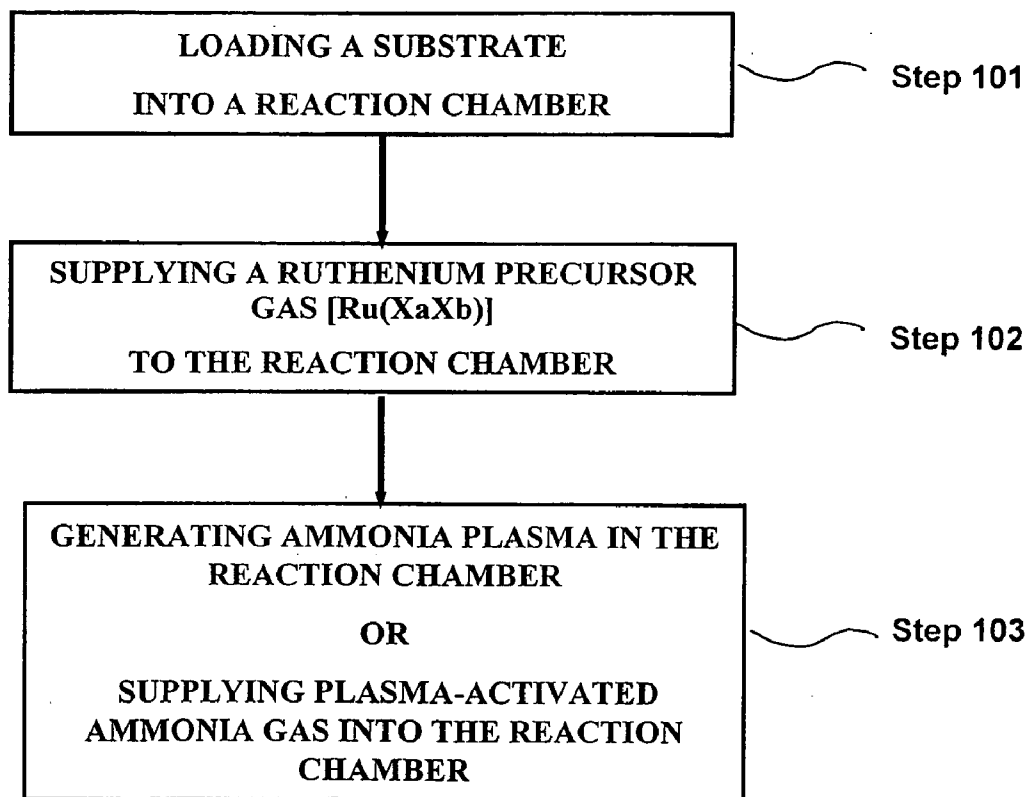 LOADING A SUBSTRATE
INTO A REACTION CHAMBER
Step 101
SUPPLYING A RUTHENIUM PRECURSOR
GAS [Ru(XaXb)]
TO THE REACTION CHAMBER
Step 102
GENERATING AMMONIA PLASMA IN THE
REACTION CHAMBER
OR
SUPPLYING PLASMA-ACTIVATED
AMMONIA GAS INTO THE REACTION
CHAMBER
Step 103